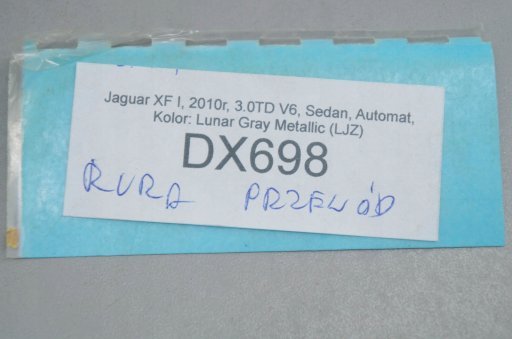 Jaguar XF I, 2010r, 3.0TD V6, Sedan, Automat,
Kolor: Lunar Gray Metallic (LJZ)
DX698
RURA PRZEWÓD